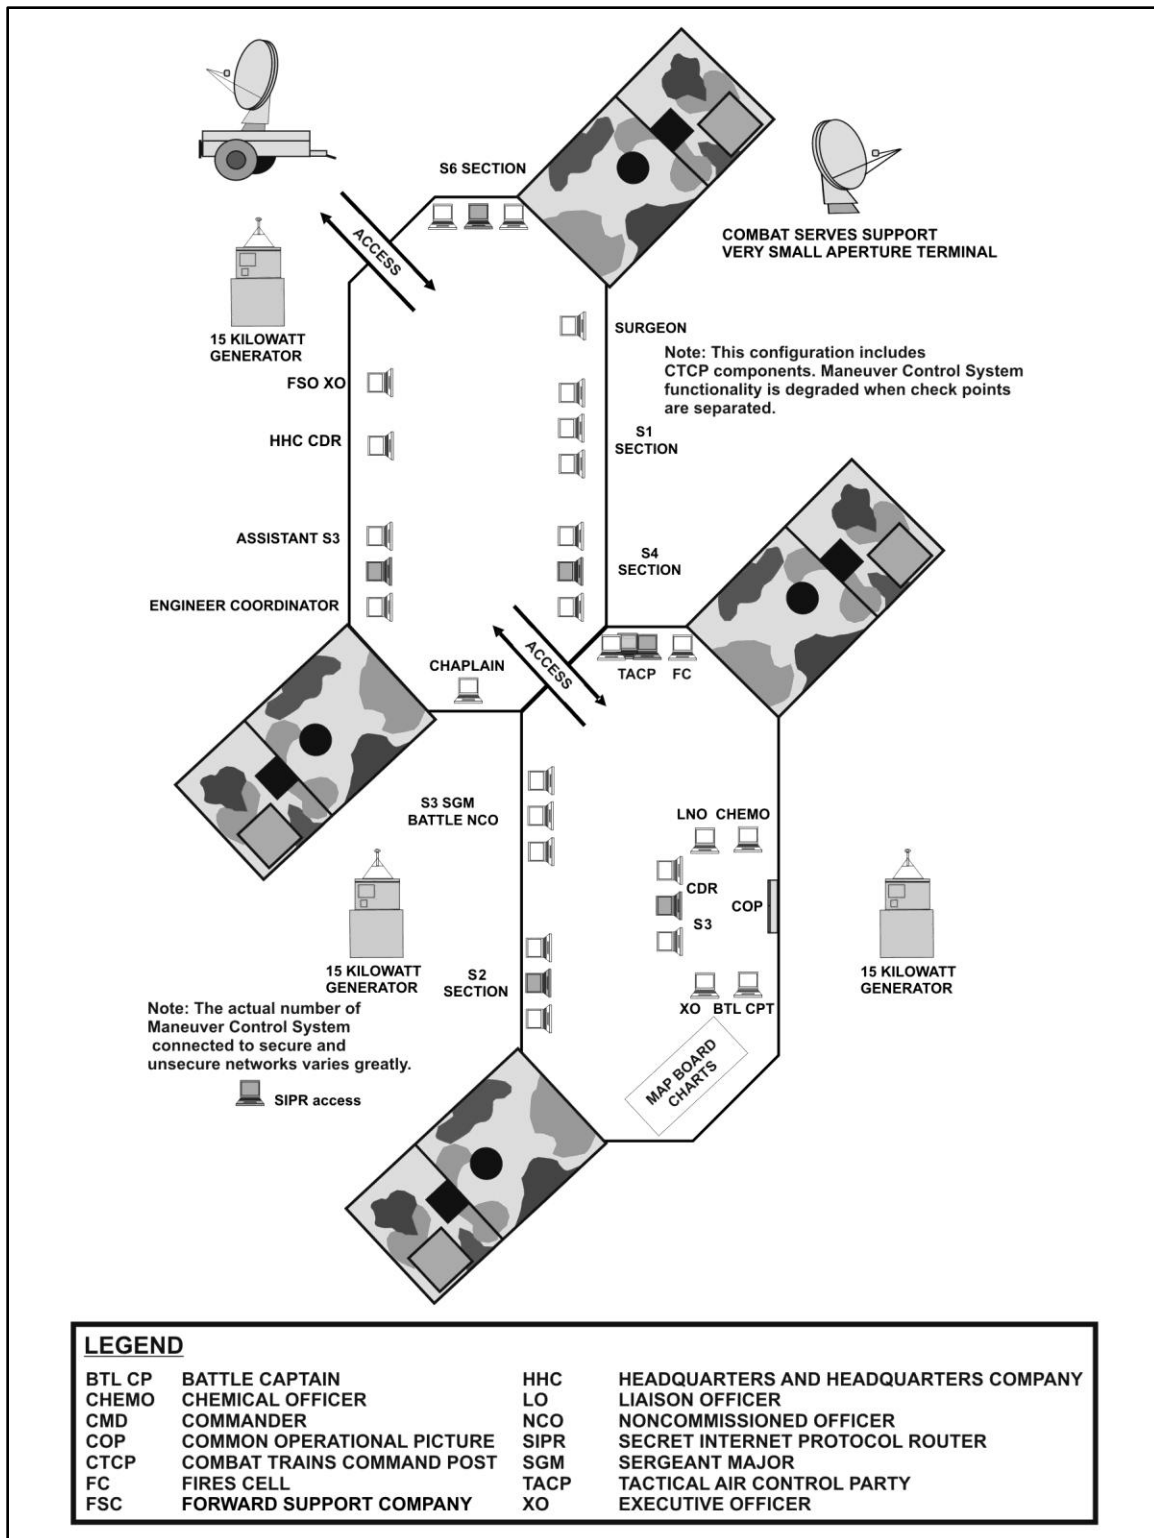 S6 SECTION
ACCESS
COMBAT SERVES SUPPORT
VERY SMALL APERTURE TERMINAL
15 KILOWATT
GENERATOR
SURGEON
Note: This configuration includes
CTCP components. Maneuver Control System
functionality is degraded when check points
are separated.
FSO XO
HHC CDR
S1
SECTION
ASSISTANT S3
S4
SECTION
ENGINEER COORDINATOR
CHAPLAIN
ACCESS
TACP
FC
S3 SGM
BATTLE NCO
LNO CHEMO
CDR
COP
S3
15 KILOWATT
GENERATOR
S2
SECTION
15 KILOWATT
GENERATOR
XO BTL CPT
Note: The actual number of
Maneuver Control System
connected to secure and
unsecure networks varies greatly.
SIPR access
MAP BOARD
CHARTS
LEGEND
BTL CP BATTLE CAPTAIN
CHEMO CHEMICAL OFFICER
CMD COMMANDER
COP COMMON OPERATIONAL PICTURE
CTCP COMBAT TRAINS COMMAND POST
FC FIRES CELL
FSC FORWARD SUPPORT COMPANY
HHC HEADQUARTERS AND HEADQUARTERS COMPANY
LO LIAISON OFFICER
NCO NONCOMMISSIONED OFFICER
SIPR SECRET INTERNET PROTOCOL ROUTER
SGM SERGEANT MAJOR
TACP TACTICAL AIR CONTROL PARTY
XO EXECUTIVE OFFICER